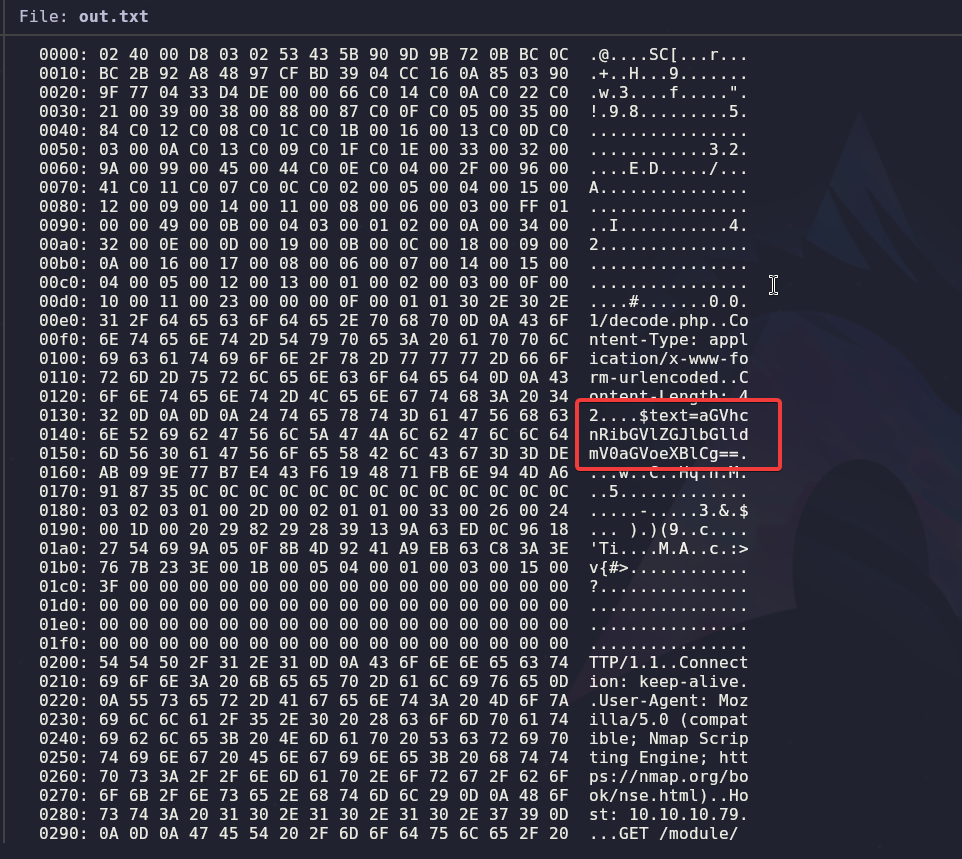 File: out.txt
0000: 02 40 00 D8 03 02 53 43 5B 90 9D 9B 72 0B BC 0C .@....SC[...r...
0010: BC 2B 92 A8 48 97 CF BD 39 04 CC 16 0A 85 03 90 .+..H...9.......
0020: 9F 77 04 33 D4 DE 00 00 66 C0 14 C0 0A C0 22 C0 .w.3....f.....".
0030: 21 00 39 00 38 00 88 00 87 C0 0F C0 05 00 35 00 !.9.8.........5.
0040: 84 C0 12 C0 08 C0 1C C0 1B 00 16 00 13 C0 0D C0 ................
0050: 03 00 0A C0 13 C0 09 C0 1F C0 1E 00 33 00 32 00 ............3.2.
0060: 9A 00 99 00 45 00 44 C0 0E C0 04 00 2F 00 96 00 ....E.D...../...
0070: 41 C0 11 C0 07 C0 0C C0 02 00 05 00 04 00 15 00 A...............
0080: 12 00 09 00 14 00 11 00 08 00 06 00 03 00 FF 01 ................
0090: 00 00 49 00 0B 00 04 03 00 01 02 00 0A 00 34 00 ..I...........4.
00a0: 32 00 0E 00 0D 00 19 00 0B 00 0C 00 18 00 09 00 2...............
00b0: 0A 00 16 00 17 00 08 00 06 00 07 00 14 00 15 00 ................
00c0: 04 00 05 00 12 00 13 00 01 00 02 00 03 00 0F 00 ................
00d0: 10 00 11 00 23 00 00 00 0F 00 01 01 30 2E 30 2E ....#.......0.0.
00e0: 31 2F 64 65 63 6F 64 65 2E 70 68 70 0D 0A 43 6F 1/decode.php..Co
00f0: 6E 74 65 6E 74 2D 54 79 70 65 3A 20 61 70 70 6C ntent-Type: appl
0100: 69 63 61 74 69 6F 6E 2F 78 2D 77 77 77 2D 66 6F ication/x-www-fo
0110: 72 6D 2D 75 72 6C 65 6E 63 6F 64 65 64 0D 0A 43 rm-urlencoded..C
0120: 6F 6E 74 65 6E 74 2D 4C 65 6E 67 74 68 3A 20 34 ontent-Length: 4
0130: 32 0D 0A 0D 0A 24 74 65 78 74 3D 61 47 56 68 63 2....$text=aGVhc
0140: 6E 52 69 62 47 56 6C 5A 47 4A 6C 62 47 6C 6C 64 nRibGVlZGJlbGlld
0150: 6D 56 30 61 47 56 6F 65 58 42 6C 43 67 3D 3D DE mV0aGVoeXBlCg==.
0160: AB 09 9E 77 B7 E4 43 F6 19 48 71 FB 6E 94 4D A6 ...w..C..Hq.n.M.
0170: 91 87 35 0C 0C 0C 0C 0C 0C 0C 0C 0C 0C 0C 0C 0C ..5.............
0180: 03 02 03 01 00 2D 00 02 01 01 00 33 00 26 00 24 .....-.....3.&.$
0190: 00 1D 00 20 29 82 29 28 39 13 9A 63 ED 0C 96 18 ... ).)(9..c....
01a0: 27 54 69 9A 05 0F 8B 4D 92 41 A9 EB 63 C8 3A 3E 'Ti....M.A..c.:>
01b0: 76 7B 23 3E 00 1B 00 05 04 00 01 00 03 00 15 00 v{#>............
01c0: 3F 00 00 00 00 00 00 00 00 00 00 00 00 00 00 00 ?...............
01d0: 00 00 00 00 00 00 00 00 00 00 00 00 00 00 00 00 ................
01e0: 00 00 00 00 00 00 00 00 00 00 00 00 00 00 00 00 ................
01f0: 00 00 00 00 00 00 00 00 00 00 00 00 00 00 00 00 ................
0200: 54 54 50 2F 31 2E 31 0D 0A 43 6F 6E 6E 65 63 74 TTP/1.1..Connect
0210: 69 6F 6E 3A 20 6B 65 65 70 2D 61 6C 69 76 65 0D ion: keep-alive.
0220: 0A 55 73 65 72 2D 41 67 65 6E 74 3A 20 4D 6F 7A .User-Agent: Moz
0230: 69 6C 6C 61 2F 35 2E 30 20 28 63 6F 6D 70 61 74 illa/5.0 (compat
0240: 69 62 6C 65 3B 20 4E 6D 61 70 20 53 63 72 69 70 ible; Nmap Scrip
0250: 74 69 6E 67 20 45 6E 67 69 6E 65 3B 20 68 74 74 ting Engine; htt
0260: 70 73 3A 2F 2F 6E 6D 61 70 2E 6F 72 67 2F 62 6F ps://nmap.org/bo
0270: 6F 6B 2F 6E 73 65 2E 68 74 6D 6C 29 0D 0A 48 6F ok/nse.html)..Ho
0280: 73 74 3A 20 31 30 2E 31 30 2E 31 30 2E 37 39 0D st: 10.10.10.79.
0290: 0A 0D 0A 47 45 54 20 2F 6D 6F 64 75 6C 65 2F 20 ...GET /module/